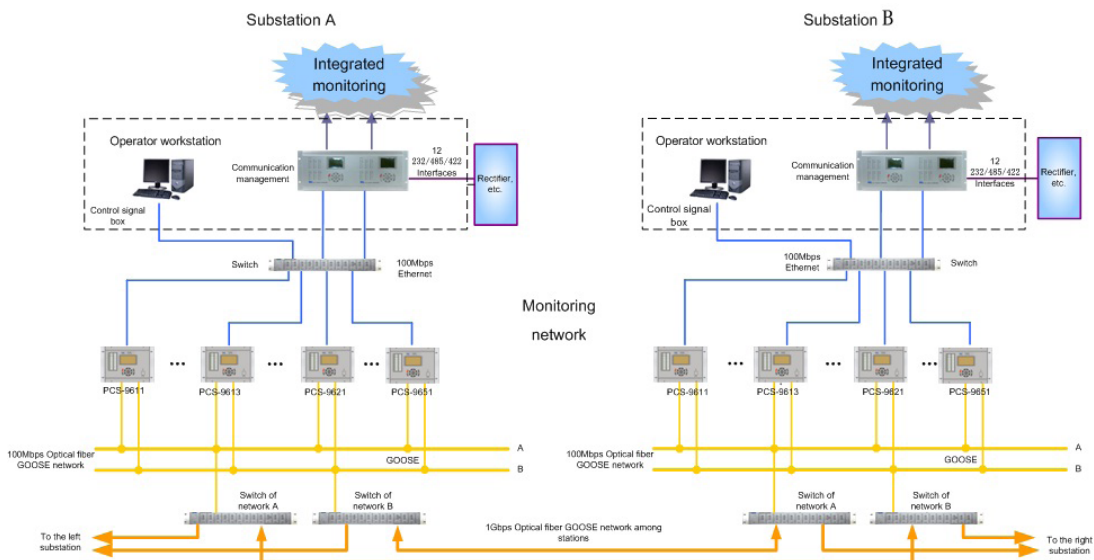 Substation A
Integrated
monitoring
Operator workstation
Communication
management
12
232/485/422
Interfaces
Rectifier,
etc.
Control signal
box
Switch
100Mbps
Ethernet
PCS-9611
...
PCS-9613
...
PCS-9621
...
PCS-9651
100Mbps Optical fiber
GOOSE network
GOOSE
A
B
Switch of
network A
Switch of
network B
To the left
substation
Monitoring
network
1Gbps Optical fiber GOOSE network among
stations
Substation B
Integrated
monitoring
Operator workstation
Communication
management
12
232/485/422
Interfaces
Rectifier,
etc.
Control signal
box
100Mbps
Ethernet
Switch
PCS-9611
...
PCS-9613
...
PCS-9621
...
PCS-9651
100Mbps Optical fiber
GOOSE network
GOOSE
A
B
Switch of
network A
Switch of
network B
To the right
substation